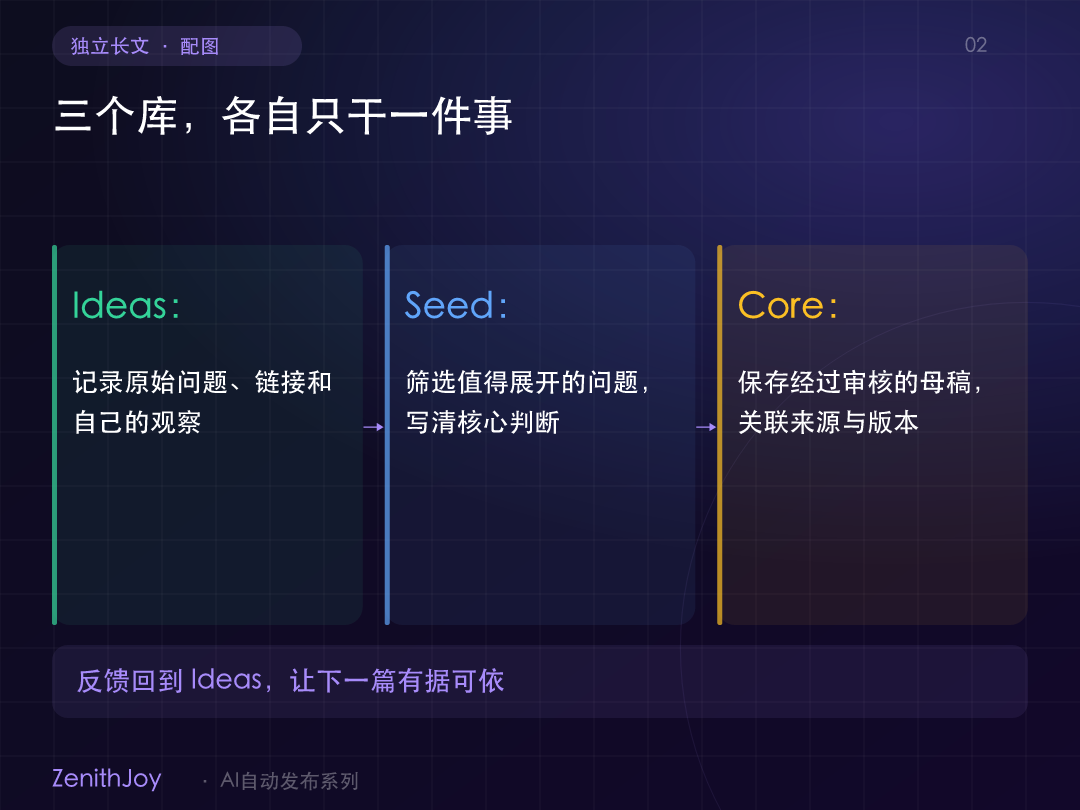 独立长文 · 配图
02
三个库，各自只干一件事
Ideas：
记录原始问题、链接和
自己的观察
→
Seed：
筛选值得展开的问题，
写清核心判断
→
Core：
保存经过审核的母稿，
关联来源与版本
反馈回到 Ideas，让下一篇有据可依
ZenithJoy · AI自动发布系列